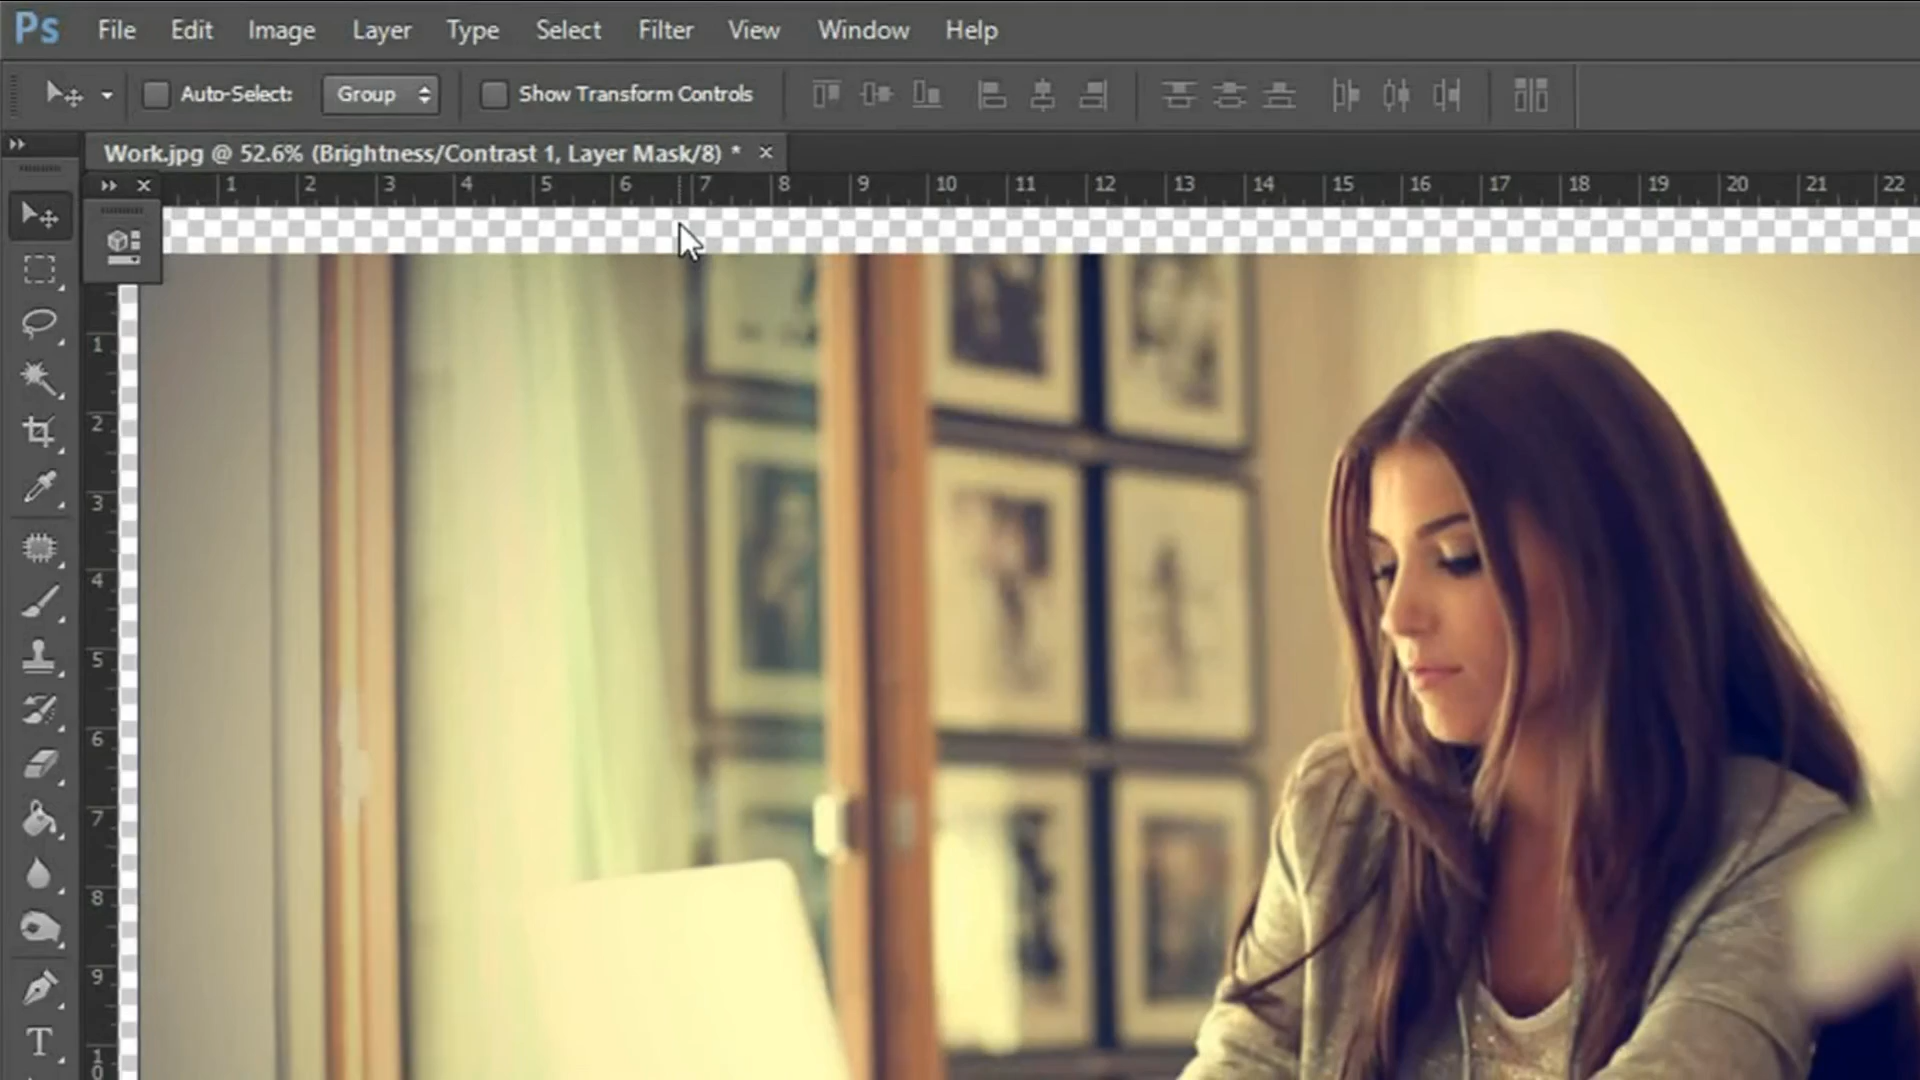 Ps File Edit Image Layer Type Select Filter View Window Help
Auto-Select: Group Show Transform Controls
Work.jpg @ 52.6% (Brightness/Contrast 1, Layer Mask/8) * ×
1 2 3 4 5 6 7 8 9 10 11 12 13 14 15 16 17 18 19 20 21 22
1
2
3
4
5
6
7
8
9
10
T